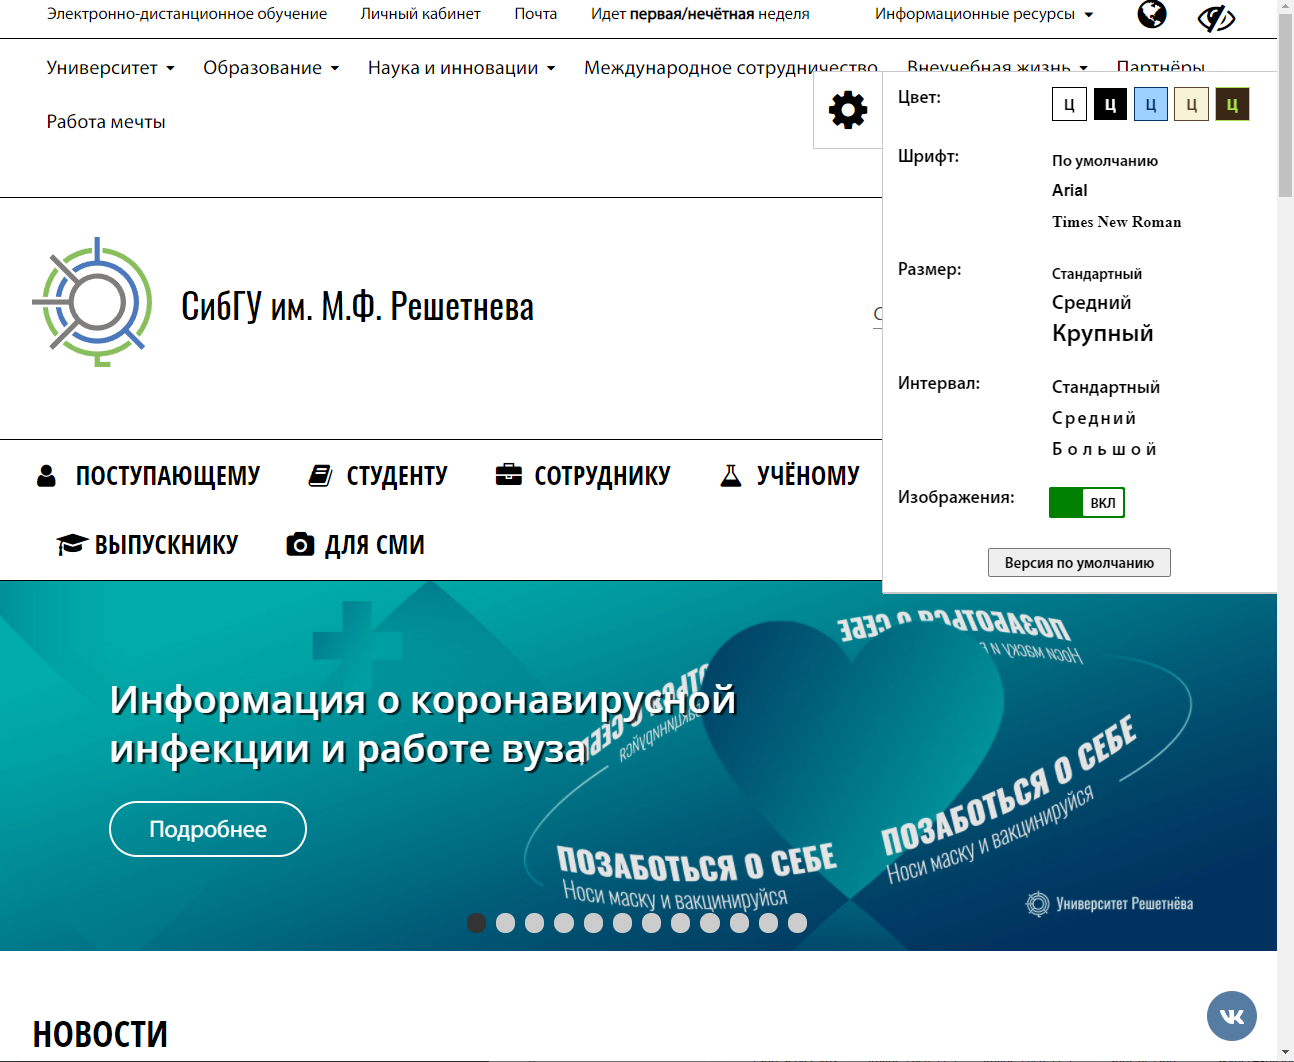 Электронно-дистанционное обучение Личный кабинет Почта Идет первая/нечётная неделя Информационные ресурсы
Университет Образование Наука и инновации Международное сотрудничество Внеучебная жизнь Партнёры
Работа мечты
Цвет: Ц Ц Ц Ц Ц
Шрифт: По умолчанию
Arial
Times New Roman
Размер: Стандартный
Средний
Крупный
Интервал: Стандартный
Средний
Большой
Изображения: ВКЛ
Версия по умолчанию
СибГУ им. М.Ф. Решетнева
ПОСТУПАЮЩЕМУ СТУДЕНТУ СОТРУДНИКУ УЧЁНОМУ
ВЫПУСКНИКУ ДЛЯ СМИ
ПОЗАБОТЬСЯ О СЕБЕ
Информация о коронавирусной
инфекции и работе вуза
Подробнее
ПОЗАБОТЬСЯ О СЕБЕ
Носи маску и вакцинируйся
ПОЗАБОТЬСЯ О СЕБЕ
Носи маску и вакцинируйся
Университет Решетнёва
НОВОСТИ